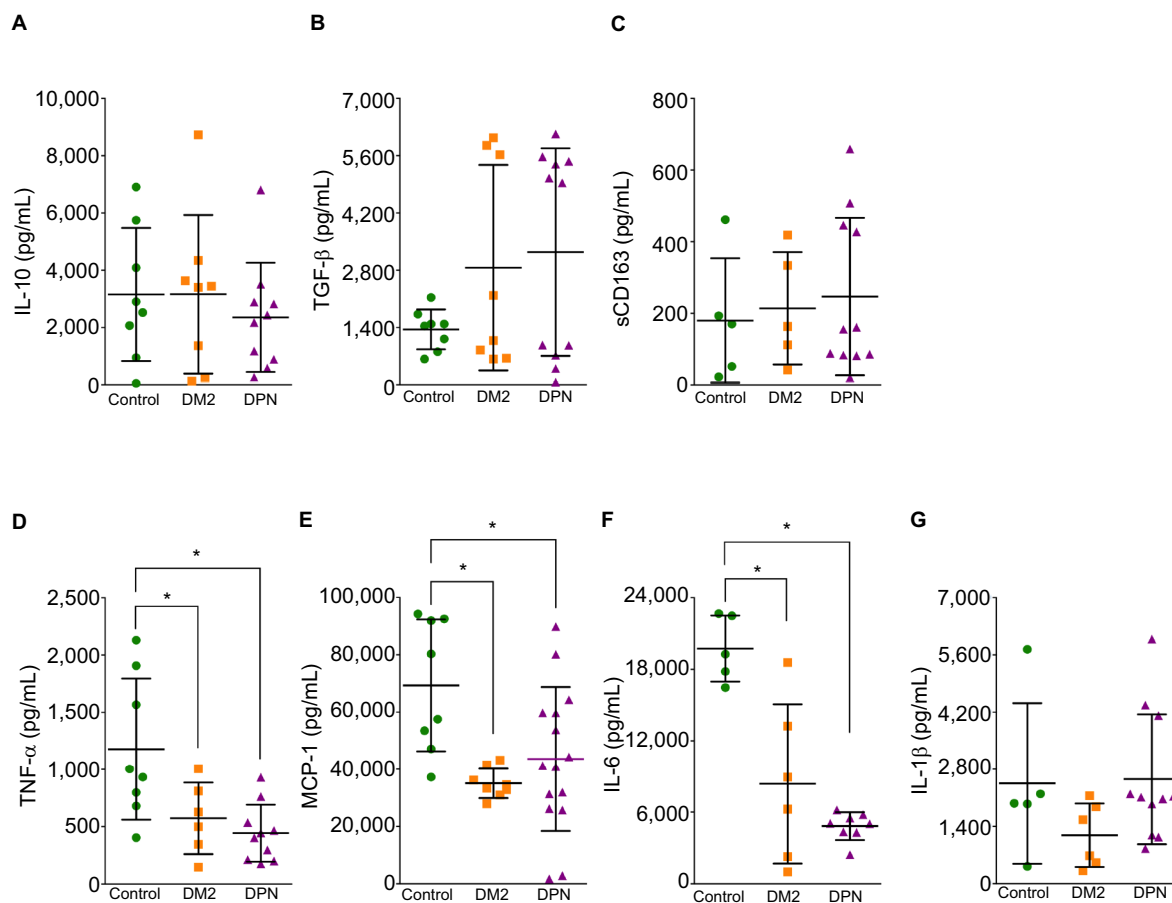 A
IL-10 (pg/mL)
10,000
8,000
6,000
4,000
2,000
0
Control DM2 DPN
B
TGF-β (pg/mL)
7,000
5,600
4,200
2,800
1,400
0
Control DM2 DPN
C
sCD163 (pg/mL)
800
600
400
200
0
Control DM2 DPN
D
TNF-α (pg/mL)
*
*
2,500
2,000
1,500
1,000
500
0
Control DM2 DPN
E
MCP-1 (pg/mL)
*
*
100,000
80,000
60,000
40,000
20,000
0
Control DM2 DPN
F
IL-6 (pg/mL)
*
*
24,000
18,000
12,000
6,000
0
Control DM2 DPN
G
IL-1β (pg/mL)
7,000
5,600
4,200
2,800
1,400
0
Control DM2 DPN